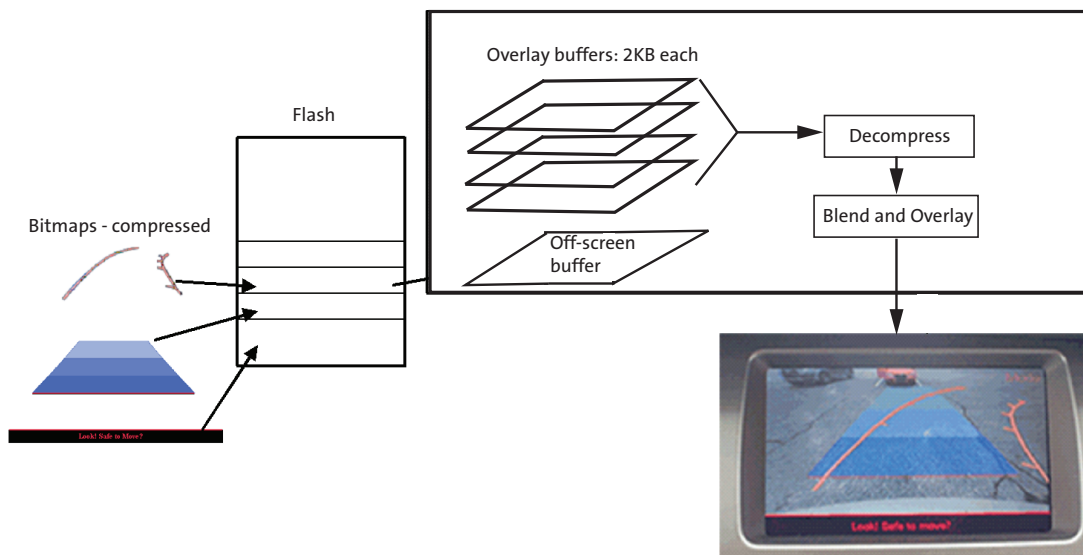 Overlay buffers: 2KB each
Flash
Decompress
Bitmaps - compressed
Blend and Overlay
Off-screen
buffer
Look! Safe to Move?
Look! Safe to move?